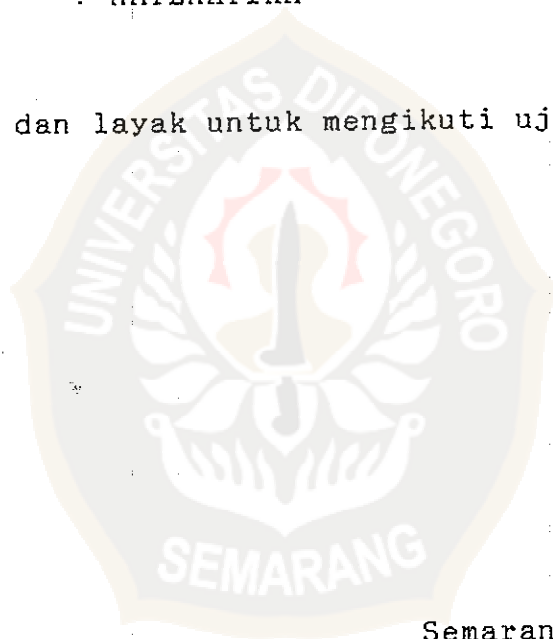 dan layak untuk mengikuti uj
UNIVERSITAS DIPONEGORO
SEMARANG
Semaran